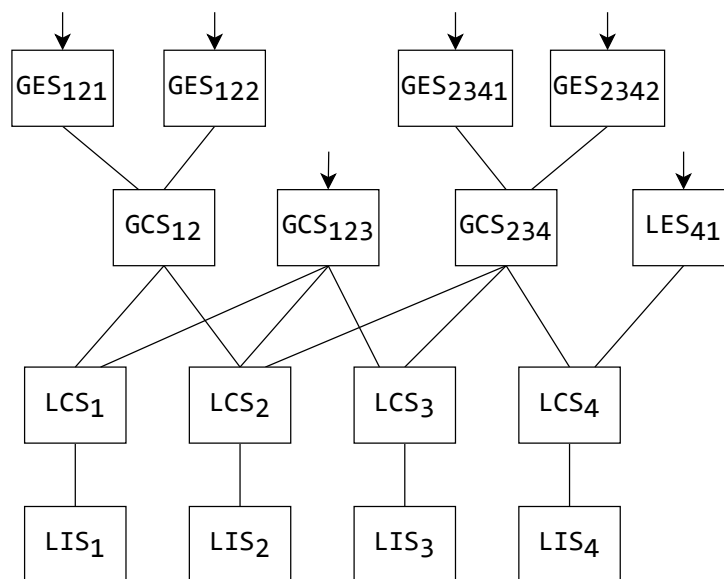 GES₁₂₁ GES₁₂₂ GES₂₃₄₁ GES₂₃₄₂
GCS₁₂ GCS₁₂₃ GCS₂₃₄ LES₄₁
LCS₁ LCS₂ LCS₃ LCS₄
LIS₁ LIS₂ LIS₃ LIS₄